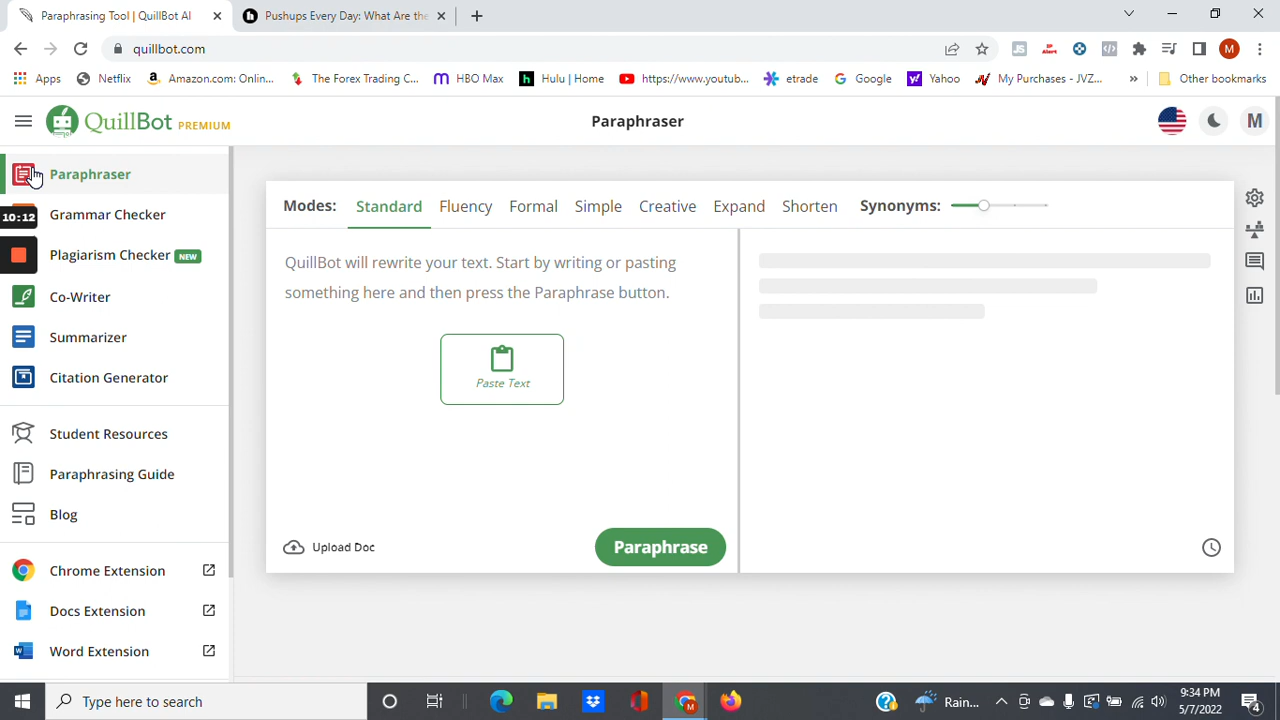 Paraphrasing Tool | QuillBot AI
Pushups Every Day: What Are the
quillbot.com
JS
Alert
M
Apps
Netflix
Amazon.com: Onlin...
The Forex Trading C...
HBO Max
Hulu | Home
https://www.youtub...
etrade
Google
Yahoo
My Purchases - JVZ...
»
Other bookmarks
QuillBot PREMIUM
Paraphraser
M
Paraphraser
10:12
Grammar Checker
Plagiarism Checker NEW
Co-Writer
Summarizer
Citation Generator
Student Resources
Paraphrasing Guide
Blog
Chrome Extension
Docs Extension
Word Extension
Modes: Standard Fluency Formal Simple Creative Expand Shorten Synonyms:
QuillBot will rewrite your text. Start by writing or pasting
something here and then press the Paraphrase button.
Paste Text
Upload Doc
Paraphrase
Type here to search
Rain...
9:34 PM
5/7/2022
4